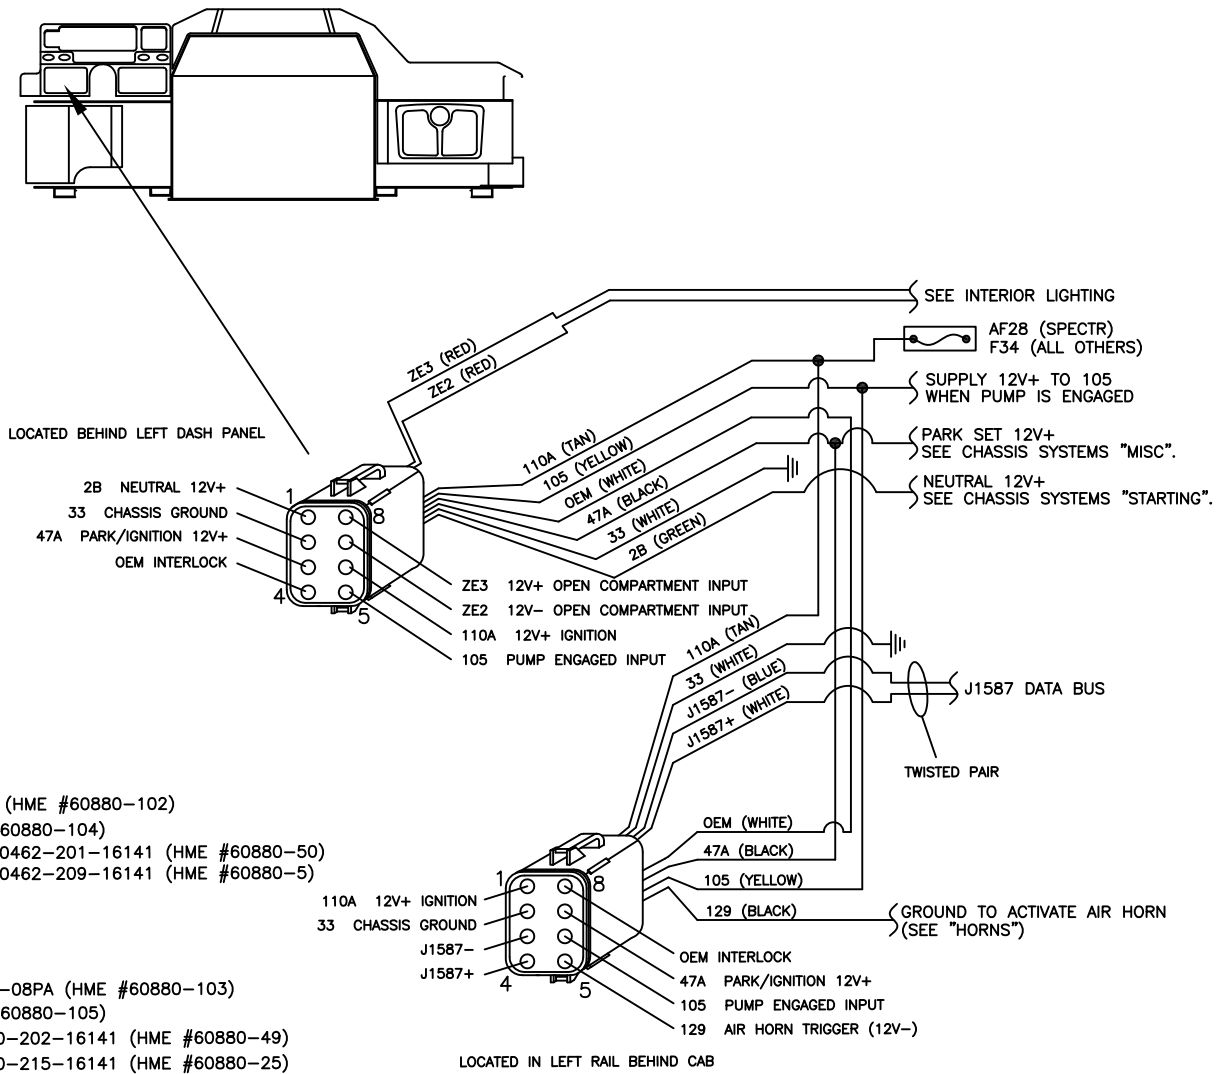 SEE INTERIOR LIGHTING
AF28 (SPECTR)
F34 (ALL OTHERS)
ZE3 (RED)
ZE2 (RED)
SUPPLY 12V+ TO 105
WHEN PUMP IS ENGAGED
LOCATED BEHIND LEFT DASH PANEL
110A (TAN)
105 (YELLOW)
OEM (WHITE)
47A (BLACK)
33 (WHITE)
2B (GREEN)
PARK SET 12V+
SEE CHASSIS SYSTEMS "MISC".
NEUTRAL 12V+
SEE CHASSIS SYSTEMS "STARTING".
2B NEUTRAL 12V+
33 CHASSIS GROUND
47A PARK/IGNITION 12V+
OEM INTERLOCK
1
8
4
5
ZE3 12V+ OPEN COMPARTMENT INPUT
ZE2 12V- OPEN COMPARTMENT INPUT
110A 12V+ IGNITION
105 PUMP ENGAGED INPUT
110A (TAN)
33 (WHITE)
J1587- (BLUE)
J1587+ (WHITE)
J1587 DATA BUS
TWISTED PAIR
(HME #60880-102)
60880-104)
0462-201-16141 (HME #60880-50)
0462-209-16141 (HME #60880-5)
OEM (WHITE)
47A (BLACK)
105 (YELLOW)
129 (BLACK)
GROUND TO ACTIVATE AIR HORN
(SEE "HORNS")
110A 12V+ IGNITION
33 CHASSIS GROUND
J1587-
J1587+
1
8
4
5
OEM INTERLOCK
47A PARK/IGNITION 12V+
105 PUMP ENGAGED INPUT
129 AIR HORN TRIGGER (12V-)
-08PA (HME #60880-103)
60880-105)
0-202-16141 (HME #60880-49)
0-215-16141 (HME #60880-25)
LOCATED IN LEFT RAIL BEHIND CAB